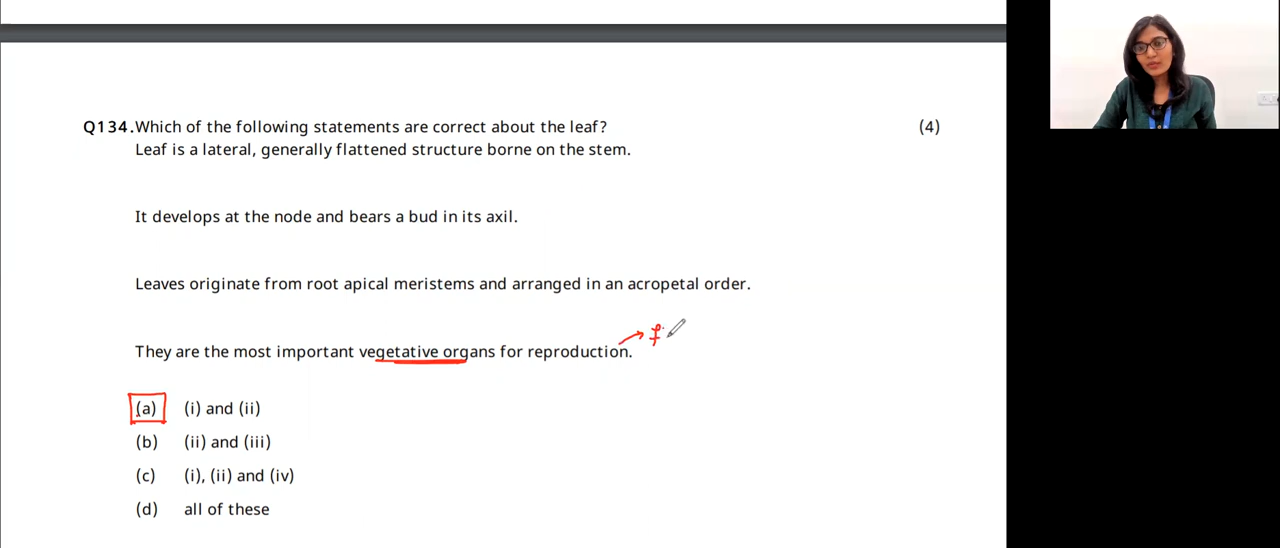 Q134. Which of the following statements are correct about the leaf? (4)
Leaf is a lateral, generally flattened structure borne on the stem.
It develops at the node and bears a bud in its axil.
Leaves originate from root apical meristems and arranged in an acropetal order.
f
They are the most important vegetative organs for reproduction.
(a) (i) and (ii)
(b) (ii) and (iii)
(c) (i), (ii) and (iv)
(d) all of these